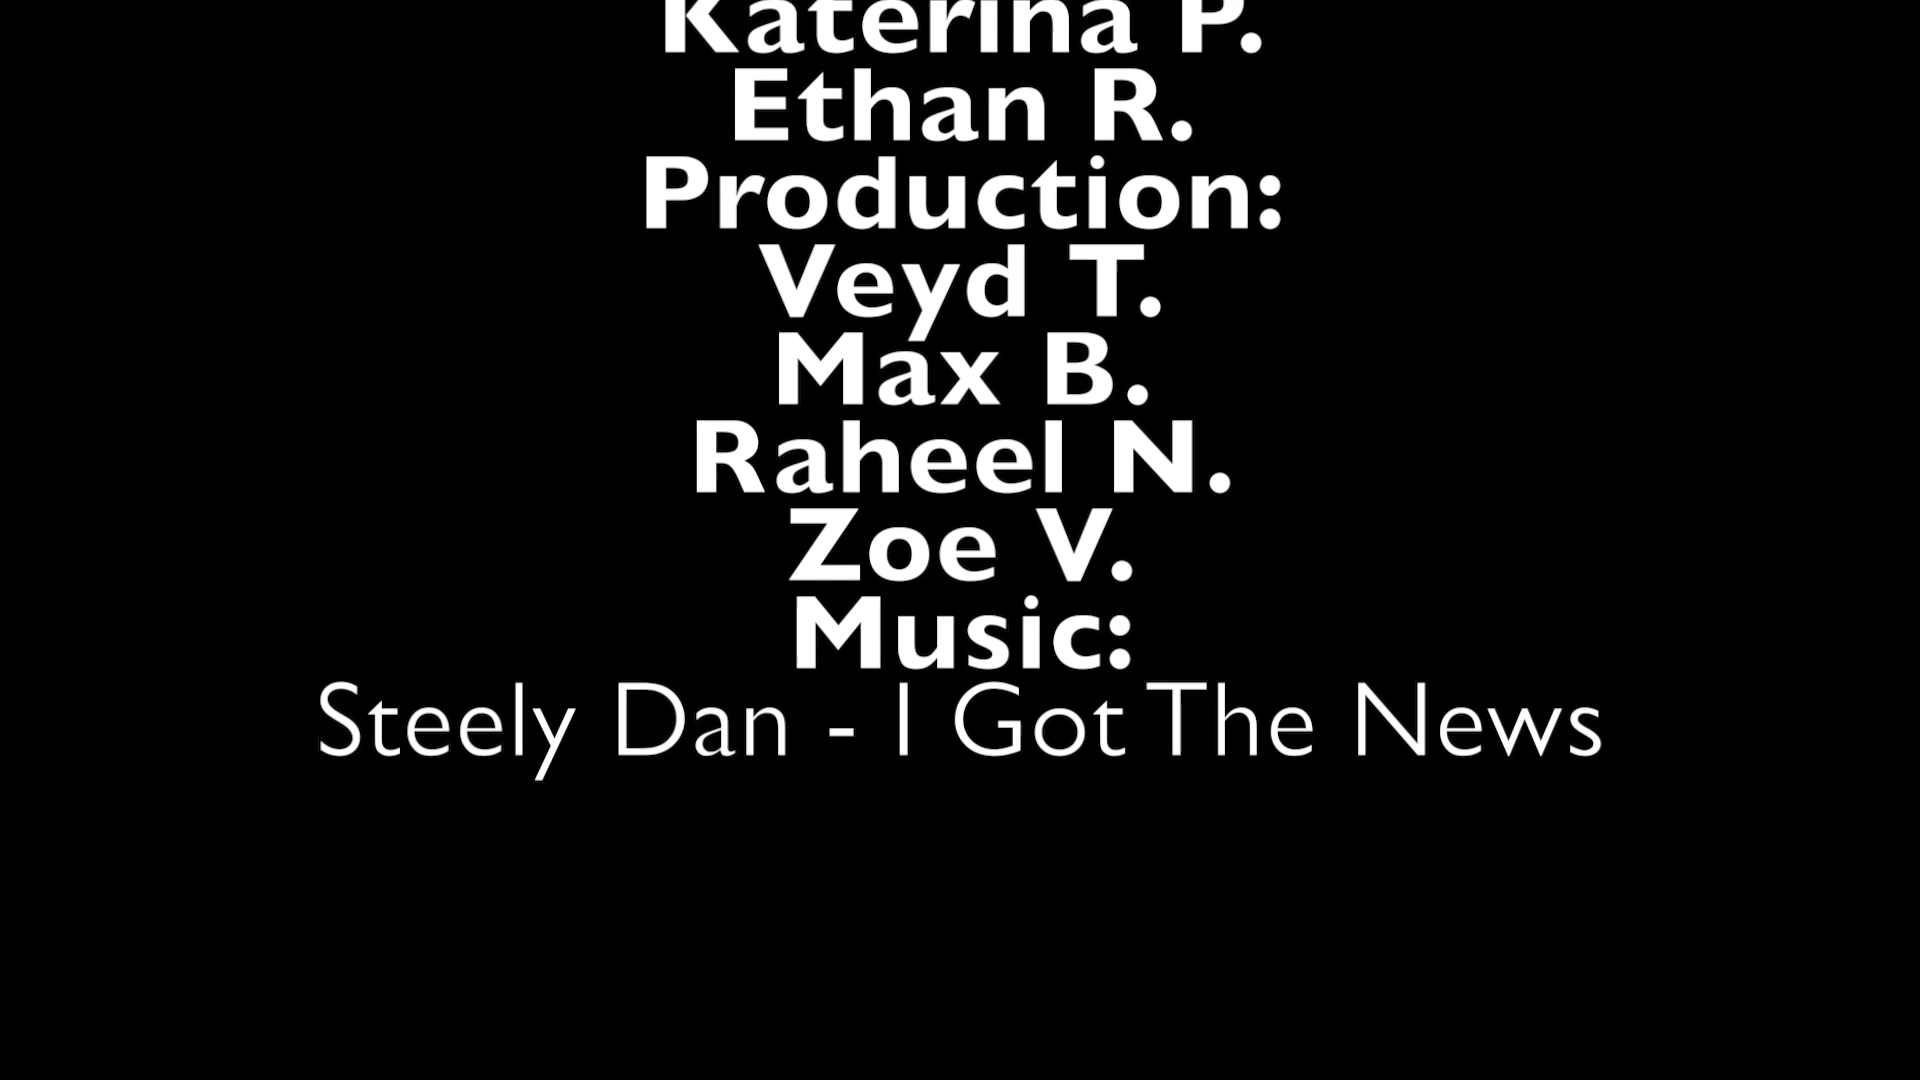 Katerina P.
Ethan R.
Production:
Veyd T.
Max B.
Raheel N.
Zoe V.
Music:
Steely Dan - I Got The News